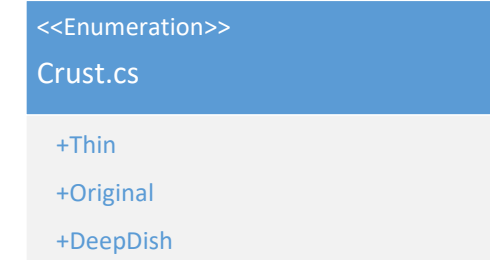 <<Enumeration>>
Crust.cs
+Thin
+Original
+DeepDish